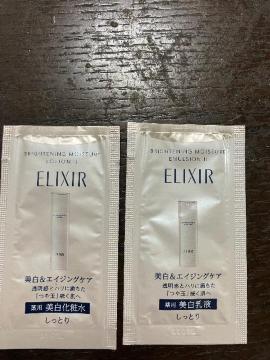 BRIGHTENING MOISTURE
LOTION II
ELIXIR
美白&エイジングケア
透明感とハリに満ちた
「つや玉」続く肌へ
薬用 美白化粧水
しっとり
BRIGHTENING MOISTURE
EMULSION II
ELIXIR
美白&エイジングケア
透明感とハリに満ちた
「つや玉」続く肌へ
薬用 美白乳液
しっとり